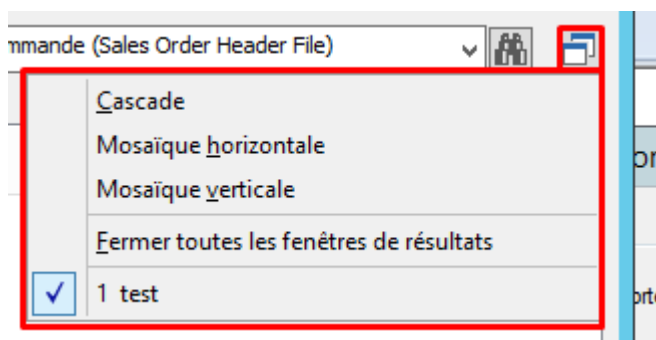 mmande (Sales Order Header File)
Cascade
Mosaïque horizontale
Mosaïque verticale
Fermer toutes les fenêtres de résultats
1 test